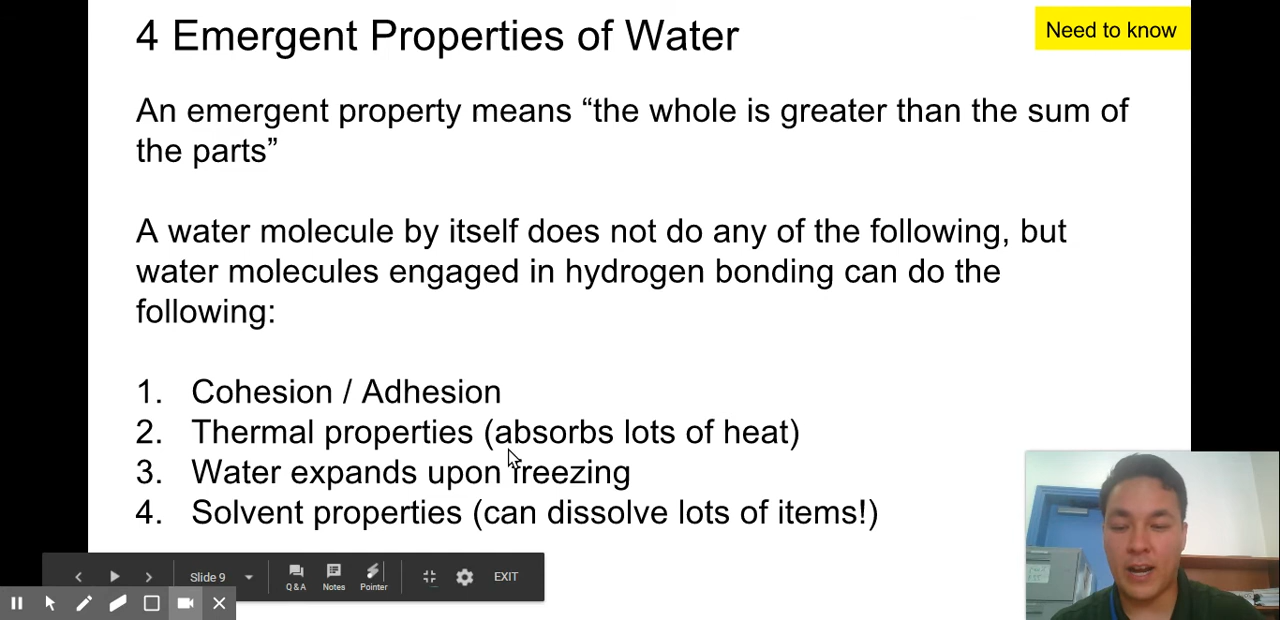 4 Emergent Properties of Water
Need to know
An emergent property means “the whole is greater than the sum of
the parts”
A water molecule by itself does not do any of the following, but
water molecules engaged in hydrogen bonding can do the
following:
1. Cohesion / Adhesion
2. Thermal properties (absorbs lots of heat)
3. Water expands upon freezing
4. Solvent properties (can dissolve lots of items!)
Slide 9
Q&A
Notes
Pointer
EXIT